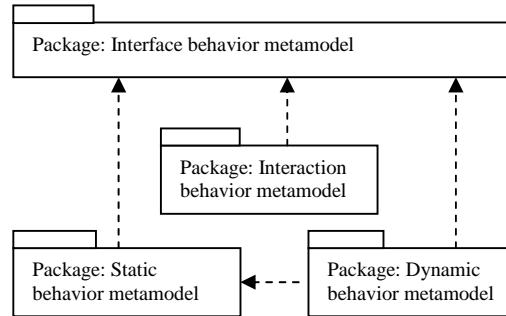 Package: Interface behavior metamodel
Package: Interaction
behavior metamodel
Package: Static
behavior metamodel
Package: Dynamic
behavior metamodel